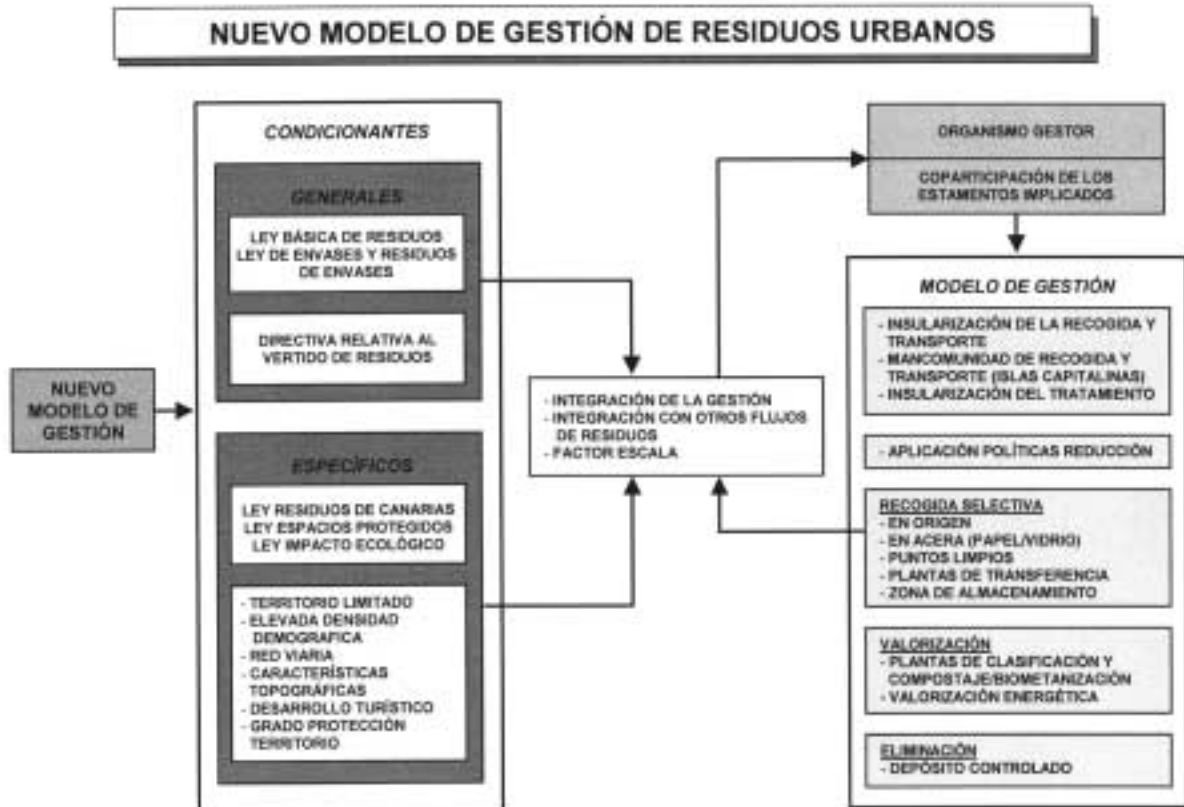 NUEVO MODELO DE GESTIÓN DE RESIDUOS URBANOS
NUEVO
MODELO DE
GESTIÓN
CONDICIONANTES
GENERALES
LEY BÁSICA DE RESIDUOS
LEY DE ENVASES Y RESIDUOS
DE ENVASES
DIRECTIVA RELATIVA AL
VERTIDO DE RESIDUOS
ESPECÍFICOS
LEY RESIDUOS DE CANARIAS
LEY ESPACIOS PROTEGIDOS
LEY IMPACTO ECOLÓGICO
- TERRITORIO LIMITADO
- ELEVADA DENSIDAD
DEMOGRAFICA
- RED VIARIA
- CARACTERÍSTICAS
TOPOGRÁFICAS
- DESARROLLO TURÍSTICO
- GRADO PROTECCIÓN
TERRITORIO
- INTEGRACIÓN DE LA GESTIÓN
- INTEGRACIÓN CON OTROS FLUJOS
DE RESIDUOS
- FACTOR ESCALA
ORGANISMO GESTOR
COPARTICIPACIÓN DE LOS
ESTAMENTOS IMPLICADOS
MODELO DE GESTIÓN
- INSULARIZACIÓN DE LA RECOGIDA Y
TRANSPORTE
- MANCOMUNIDAD DE RECOGIDA Y
TRANSPORTE (ISLAS CAPITALINAS)
- INSULARIZACIÓN DEL TRATAMIENTO
- APLICACIÓN POLÍTICAS REDUCCIÓN
RECOGIDA SELECTIVA
- EN ORIGEN
- EN ACERA (PAPEL/VIDRIO)
- PUNTOS LIMPIOS
- PLANTAS DE TRANSFERENCIA
- ZONA DE ALMACENAMIENTO
VALORIZACIÓN
- PLANTAS DE CLASIFICACIÓN Y
COMPOSTAJE/BIOMETANIZACIÓN
- VALORIZACIÓN ENERGÉTICA
ELIMINACIÓN
- DEPÓSITO CONTROLADO